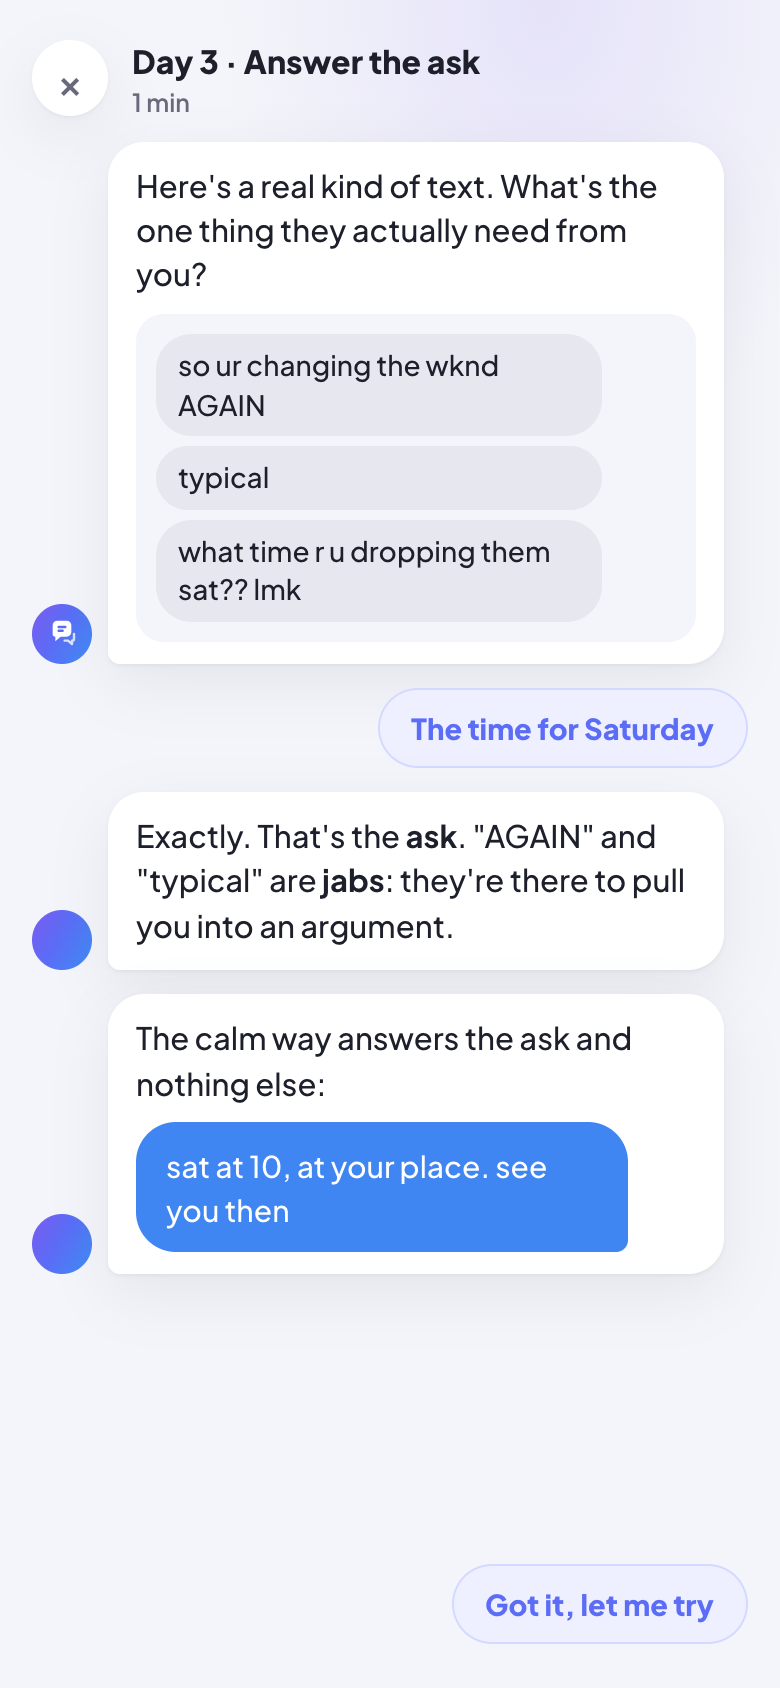 Day 3 · Answer the ask
1 min
Here's a real kind of text. What's the
one thing they actually need from
you?
so ur changing the wknd
AGAIN
typical
what time r u dropping them
sat?? lmk
The time for Saturday
Exactly. That's the ask. "AGAIN" and
"typical" are jabs: they're there to pull
you into an argument.
The calm way answers the ask and
nothing else:
sat at 10, at your place. see
you then
Got it, let me try